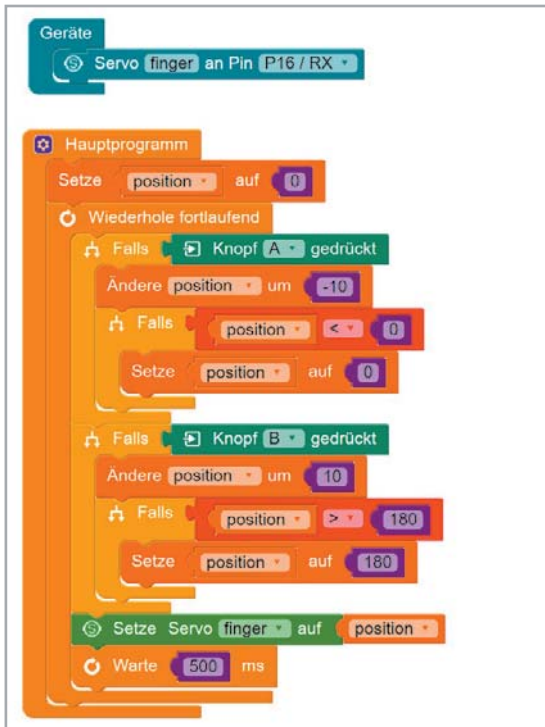 Geräte
Servo finger an Pin P16 / RX
Hauptprogramm
Setze position auf 0
Wiederhole fortlaufend
Falls Knopf A gedrückt
Ändere position um -10
Falls position < 0
Setze position auf 0
Falls Knopf B gedrückt
Ändere position um 10
Falls position > 180
Setze position auf 180
Setze Servo finger auf position
Warte 500 ms